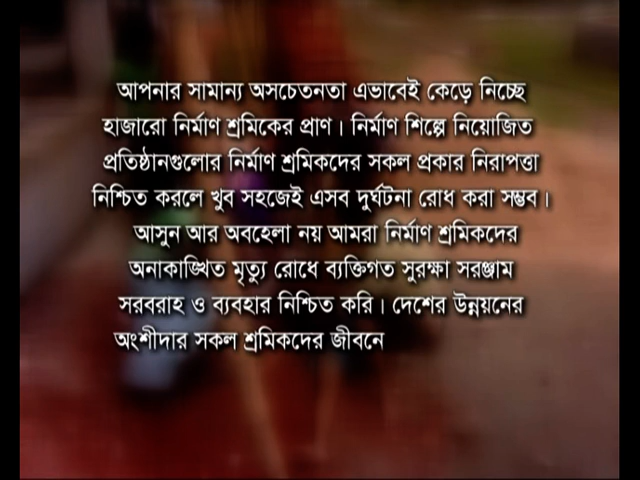 আপনার সামান্য অসচেতনতা এভাবেই কেড়ে নিচ্ছে
হাজারো নির্মাণ শ্রমিকের প্রাণ। নির্মাণ শিল্পে নিয়োজিত
প্রতিষ্ঠানগুলোর নির্মাণ শ্রমিকদের সকল প্রকার নিরাপত্তা
নিশ্চিত করলে খুব সহজেই এসব দুর্ঘটনা রোধ করা সম্ভব।
আসুন আর অবহেলা নয় আমরা নির্মাণ শ্রমিকদের
অনাকাঙ্খিত মৃত্যু রোধে ব্যক্তিগত সুরক্ষা সরঞ্জাম
সরবরাহ ও ব্যবহার নিশ্চিত করি। দেশের উন্নয়নের
অংশীদার সকল শ্রমিকদের জীবনে